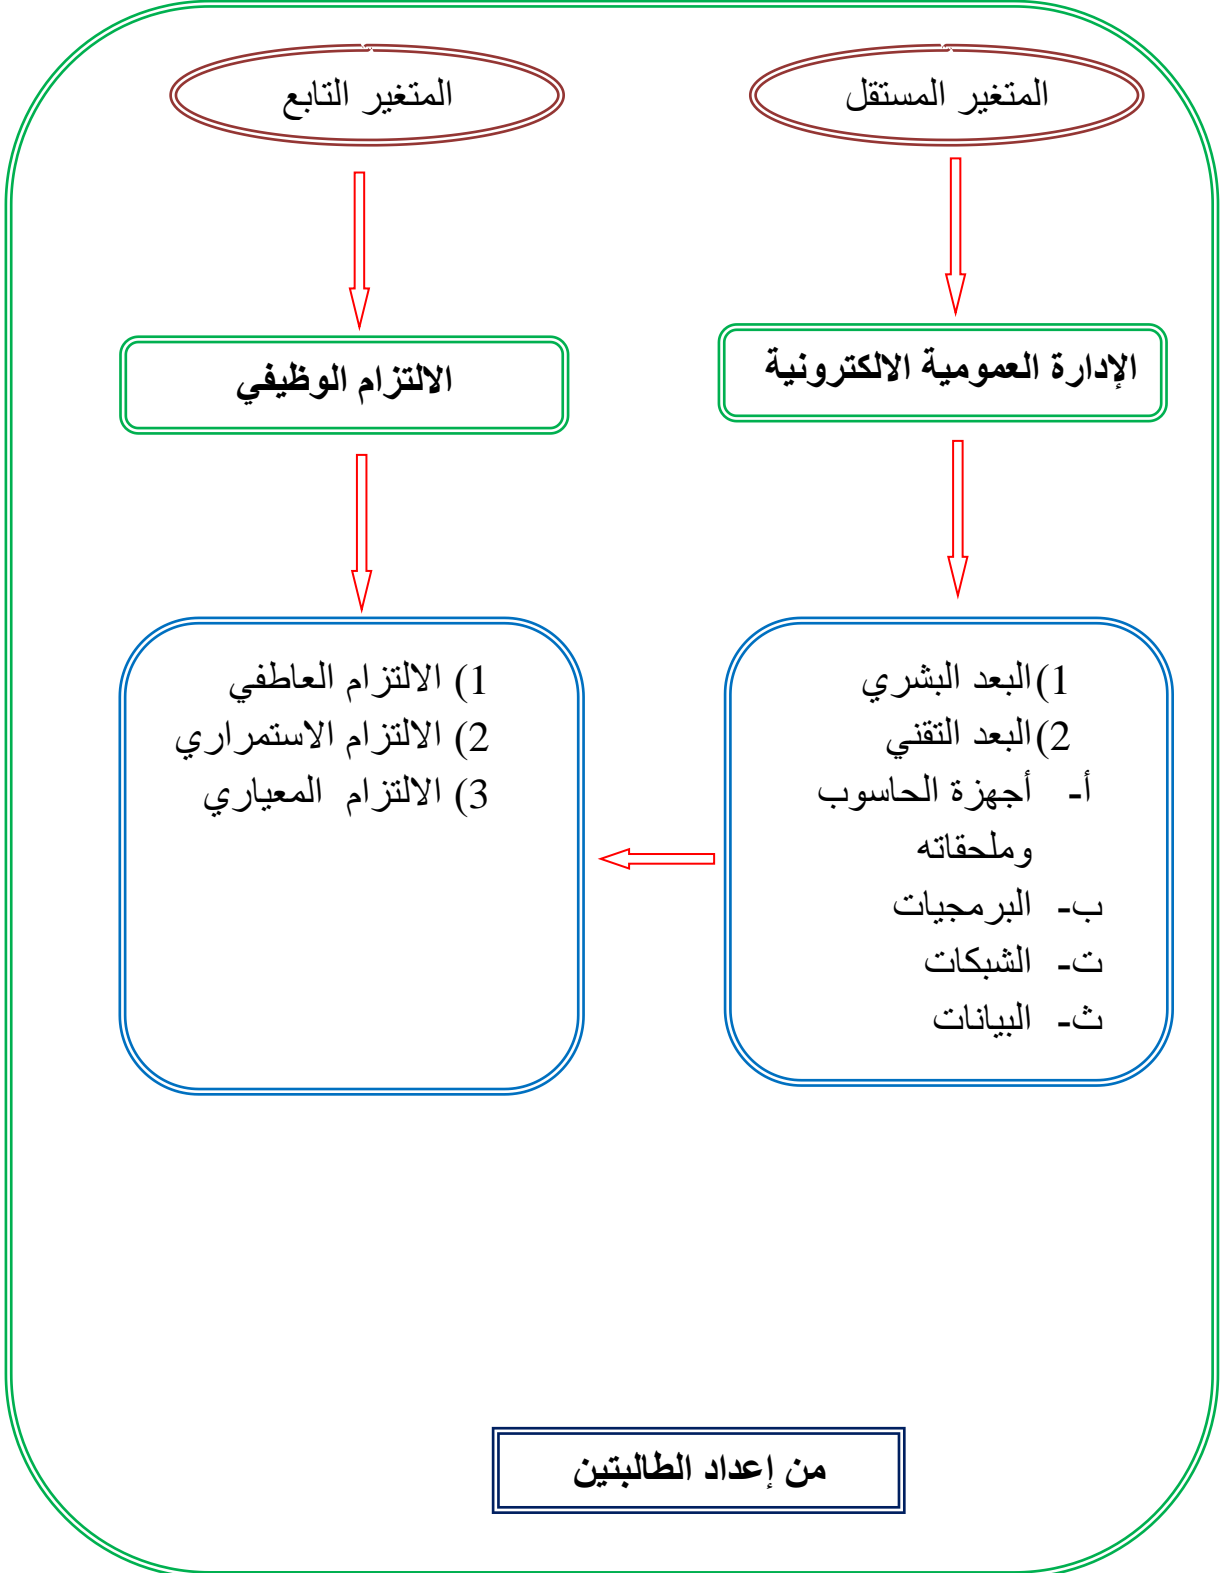 المتغير المستقل
المتغير التابع
الإدارة العمومية الالكترونية
الالتزام الوظيفي
1) البعد البشري
2) البعد التقني
أ- أجهزة الحاسوب
وملحقاته
ب- البرمجيات
ت- الشبكات
ث- البيانات
1) الالتزام العاطفي
2) الالتزام الاستمراري
3) الالتزام المعياري
من إعداد الطالبتين